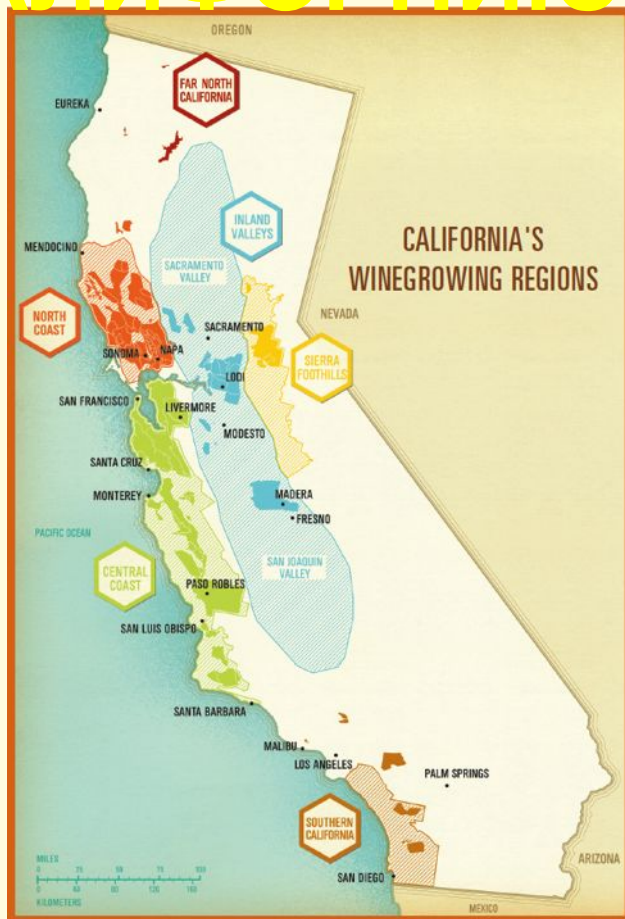 КАЛИФОРНИЮ
OREGON
FAR NORTH
CALIFORNIA
EUREKA
INLAND
VALLEYS
CALIFORNIA'S
WINEGROWING REGIONS
MENDOCINO
SACRAMENTO
VALLEY
NORTH
COAST
NEVADA
SACRAMENTO
SONOMA
NAPA
SIERRA
FOOTHILLS
LODI
SAN FRANCISCO
LIVERMORE
MODESTO
SANTA CRUZ
MONTEREY
MADERA
FRESNO
PACIFIC OCEAN
SAN JOAQUIN
VALLEY
CENTRAL
COAST
PASO ROBLES
SAN LUIS OBISPO
SANTA BARBARA
MALIBU
LOS ANGELES
PALM SPRINGS
SOUTHERN
CALIFORNIA
ARIZONA
SAN DIEGO
MEXICO
MILES
KILOMETERS